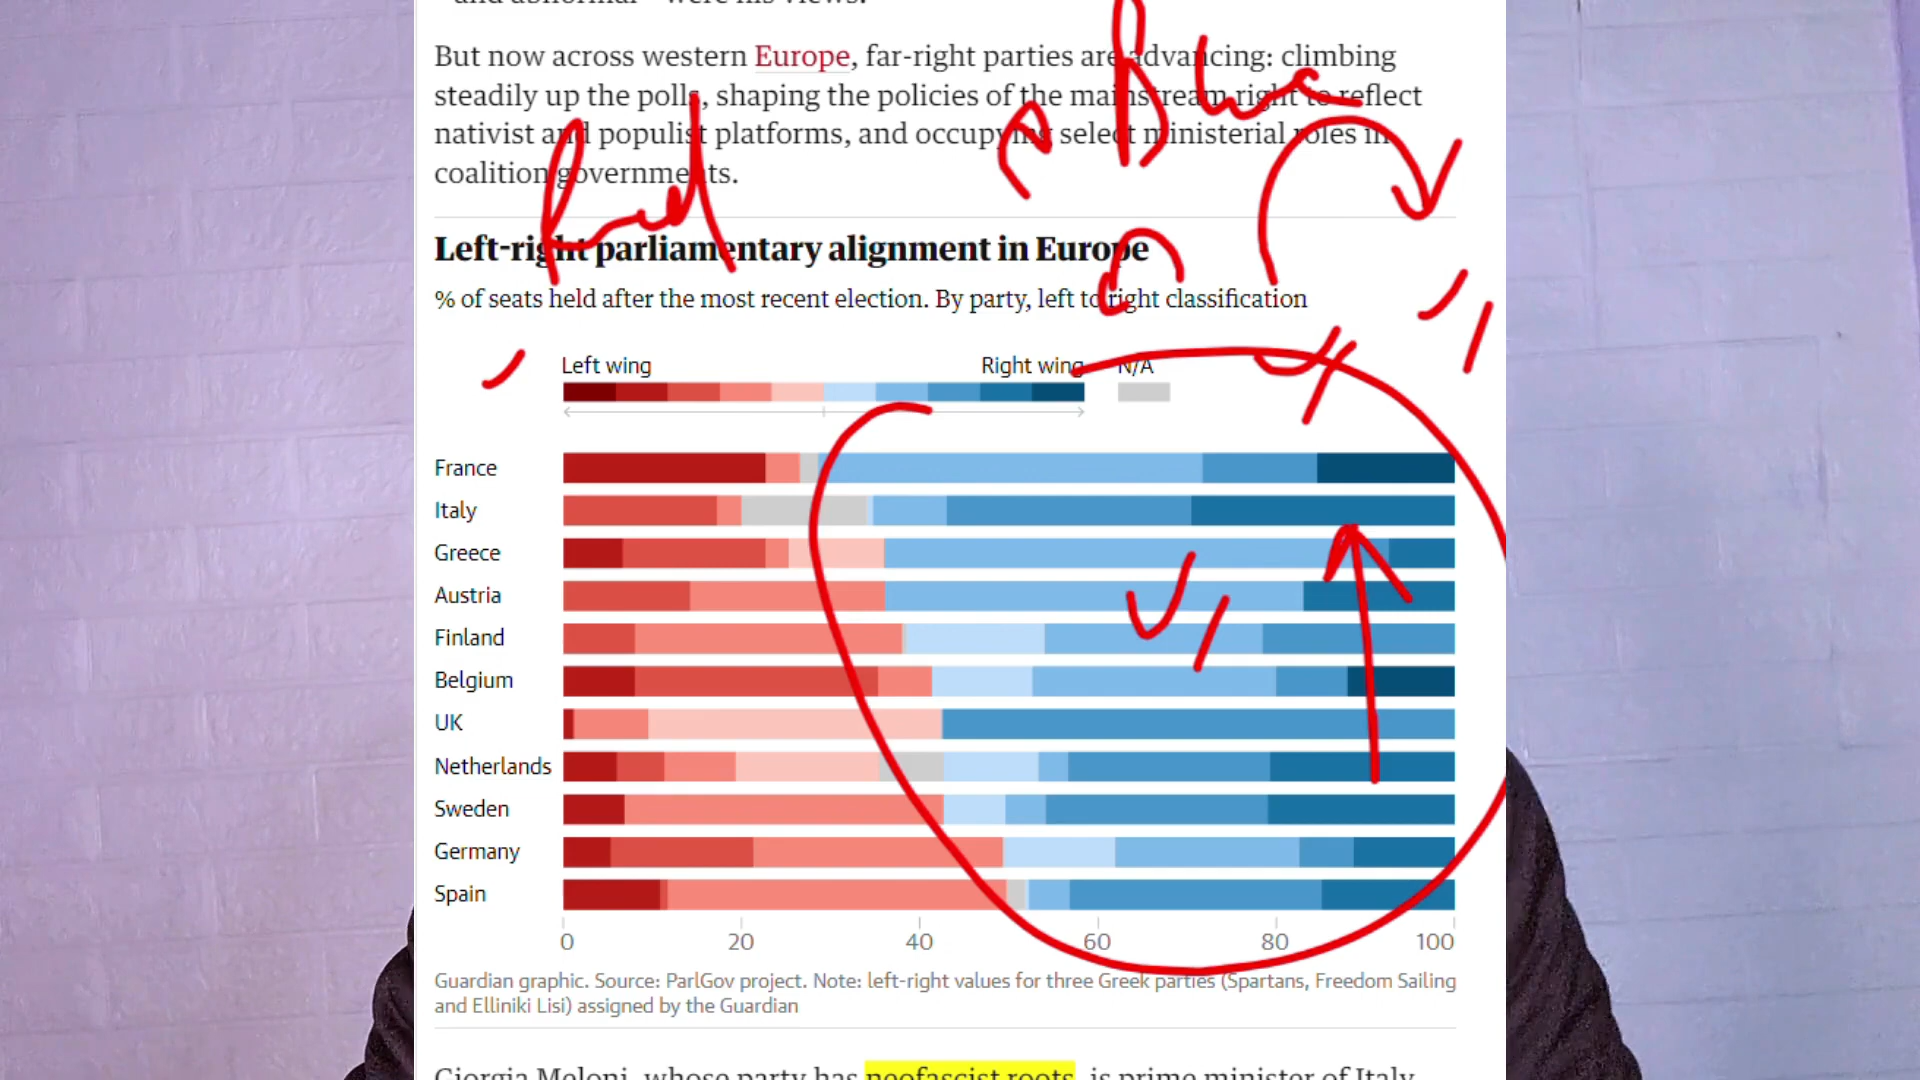 But now across western Europe, far-right parties are advancing: climbing
steadily up the polls, shaping the policies of the mainstream right to reflect
nativist and populist platforms, and occupying select ministerial roles in
coalition governments.
Blue
Red
Left-right parliamentary alignment in Europe
% of seats held after the most recent election. By party, left to right classification
Left wing Right wing N/A
France
Italy
Greece
Austria
Finland
Belgium
UK
Netherlands
Sweden
Germany
Spain
0 20 40 60 80 100
Guardian graphic. Source: ParlGov project. Note: left-right values for three Greek parties (Spartans, Freedom Sailing
and Elliniki Lisi) assigned by the Guardian
Giorgia Meloni, whose party has neofascist roots, is prime minister of Italy